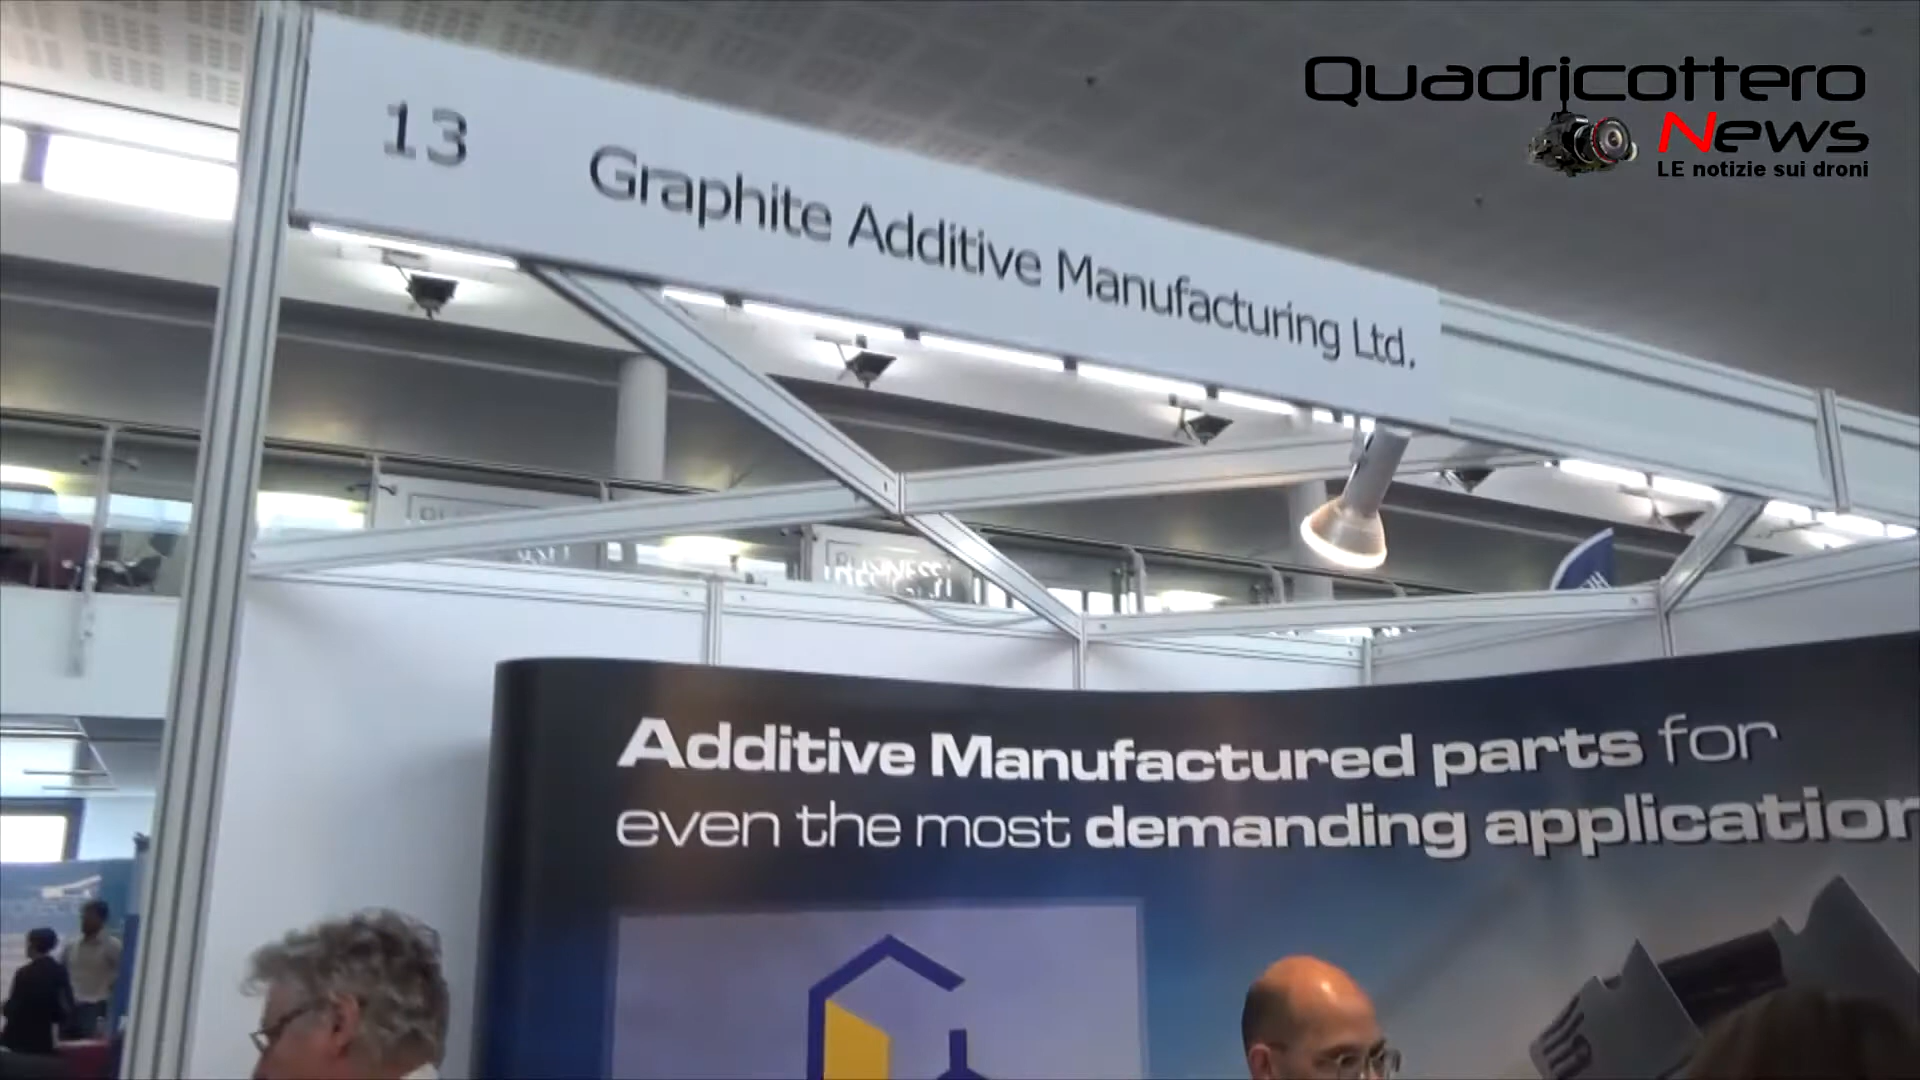 Quadricottero
News
LE notizie sui droni
13 Graphite Additive Manufacturing Ltd.
Additive Manufactured parts for
even the most demanding application